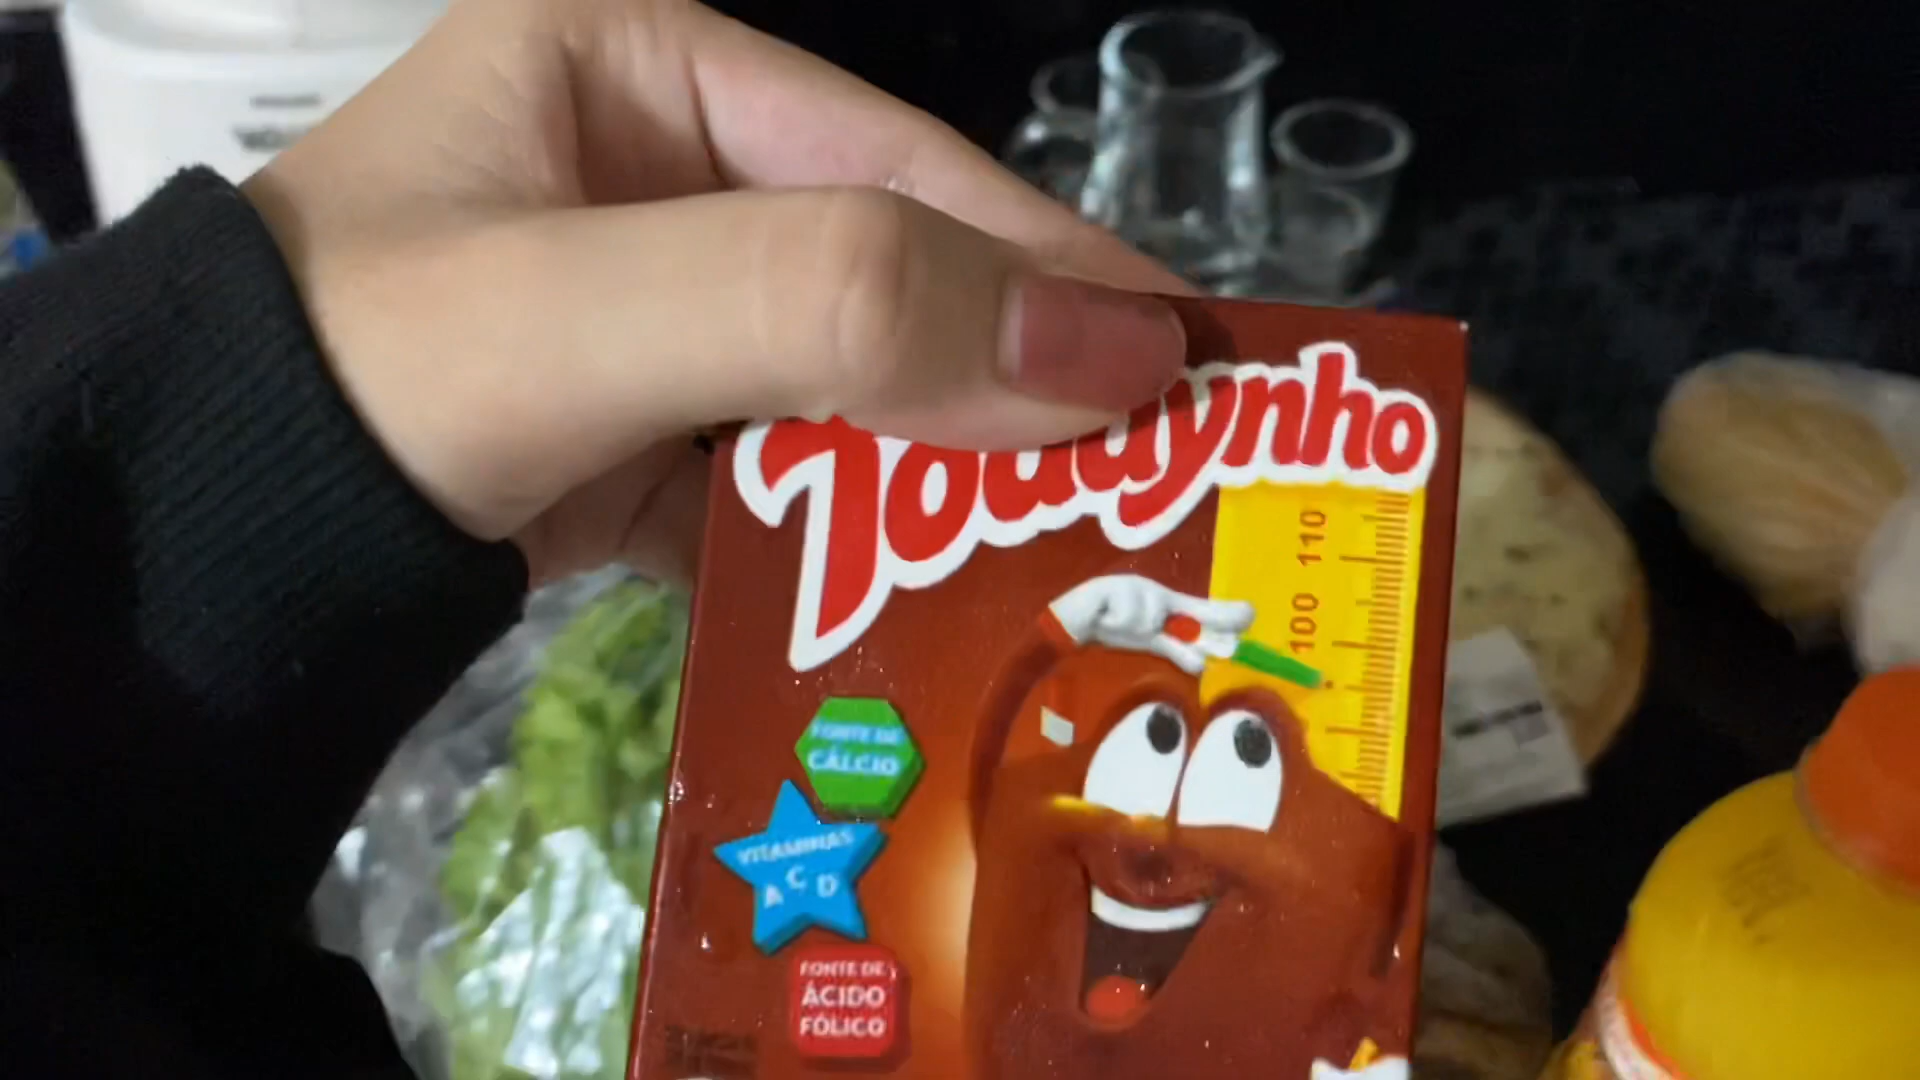 Toddynho
110
100
FONTE DE
CÁLCIO
VITAMINAS
A C D
FONTE DE
ÁCIDO
FÓLICO